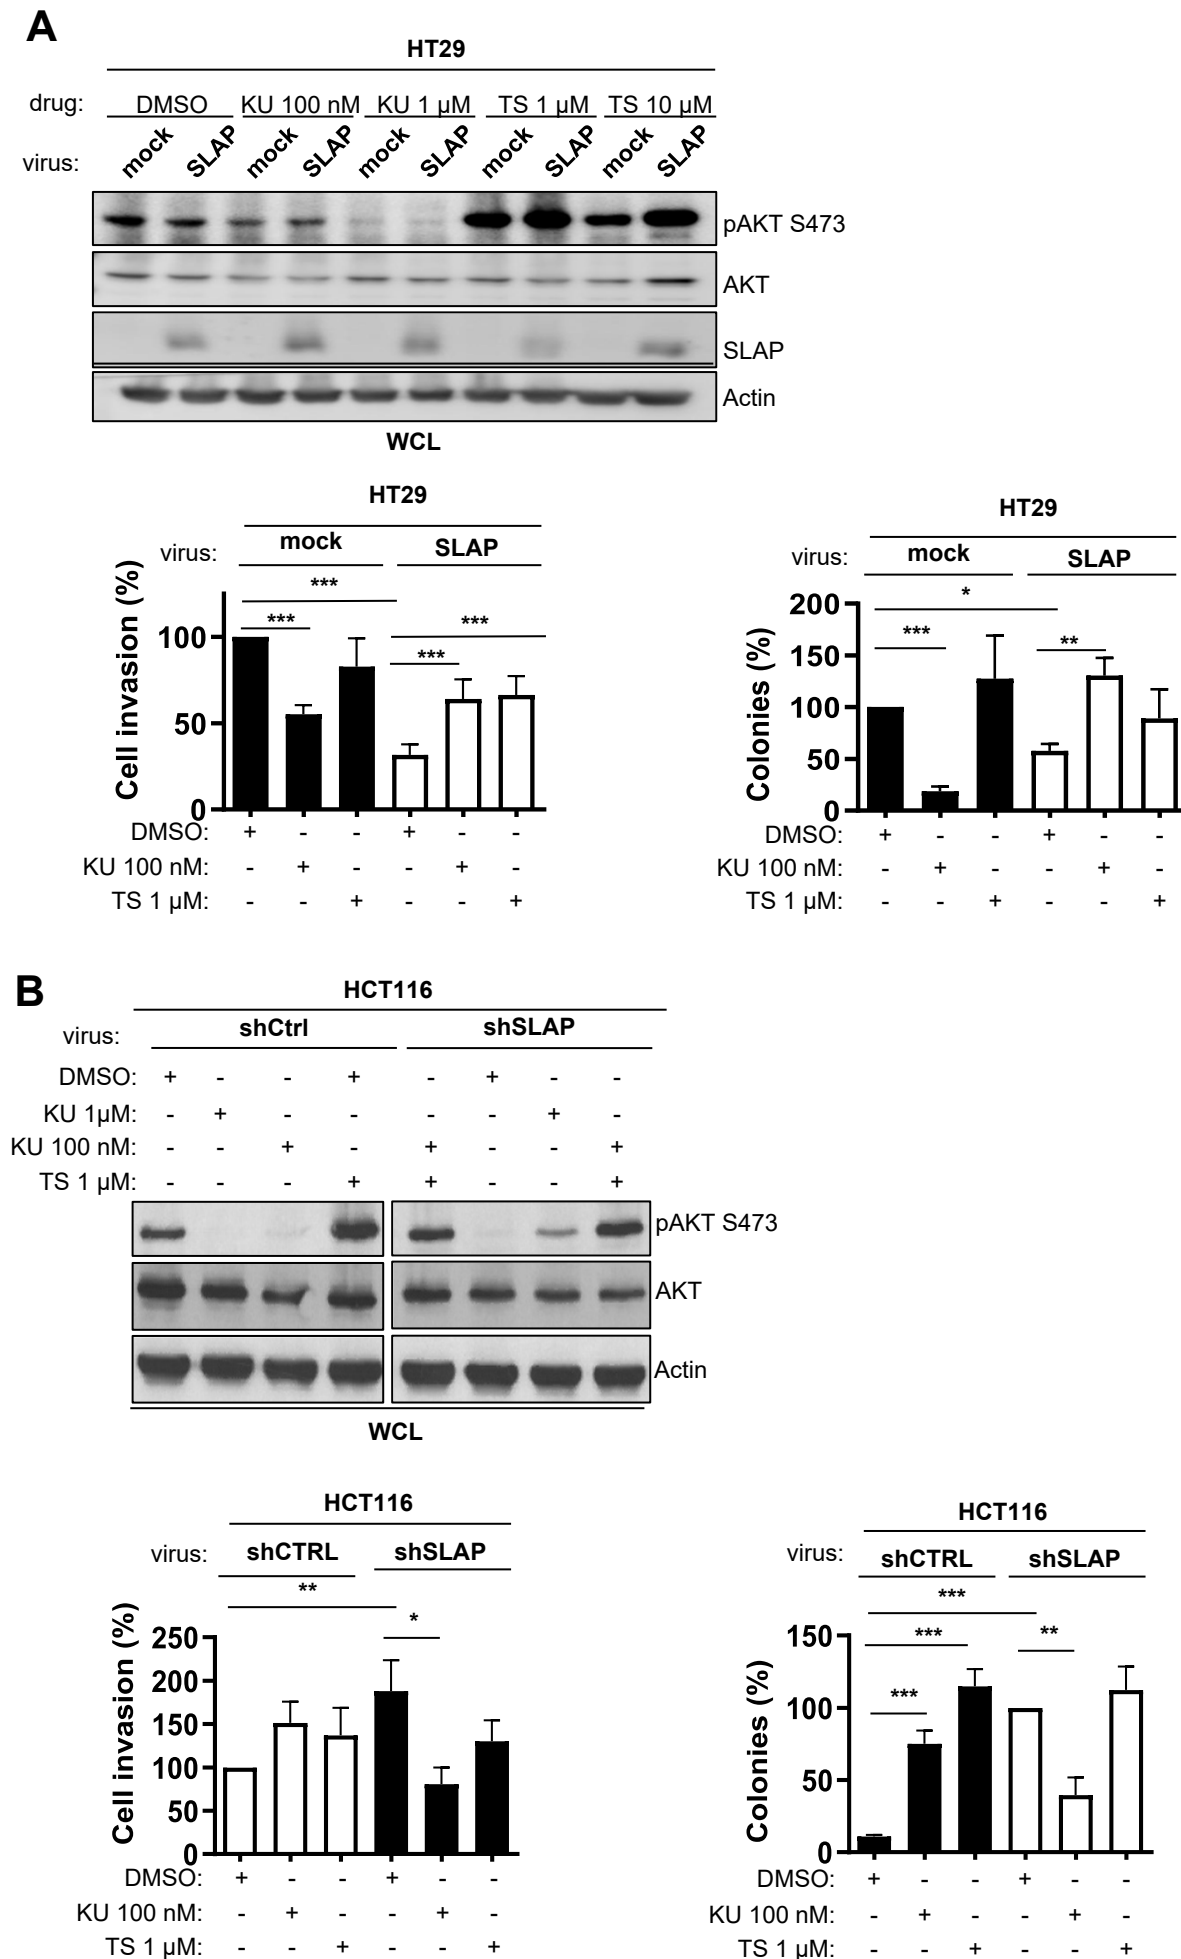 A
HT29
drug: DMSO KU 100 nM KU 1 µM TS 1 µM TS 10 µM
virus: mock SLAP mock SLAP mock SLAP mock SLAP mock SLAP
pAKT S473
AKT
SLAP
Actin
WCL
HT29
virus: mock SLAP
***
*** ***
***
Cell invasion (%)
100
50
0
DMSO: + - - + - -
KU 100 nM: - + - - + -
TS 1 µM: - - + - - +
HT29
virus: mock SLAP
*
*** **
Colonies (%)
200
150
100
50
0
DMSO: + - - + - -
KU 100 nM: - + - - + -
TS 1 µM: - - + - - +
B
HCT116
virus: shCtrl shSLAP
DMSO: + - - + - + - -
KU 1µM: - + - - - - + -
KU 100 nM: - - + - + - - +
TS 1 µM: - - - + + - - +
pAKT S473
AKT
Actin
WCL
HCT116
virus: shCTRL shSLAP
**
*
Cell invasion (%)
250
200
150
100
50
0
DMSO: + - - + - -
KU 100 nM: - + - - + -
TS 1 µM: - - + - - +
HCT116
virus: shCTRL shSLAP
***
*** **
***
Colonies (%)
150
100
50
0
DMSO: + - - + - -
KU 100 nM: - + - - + -
TS 1 µM: - - + - - +